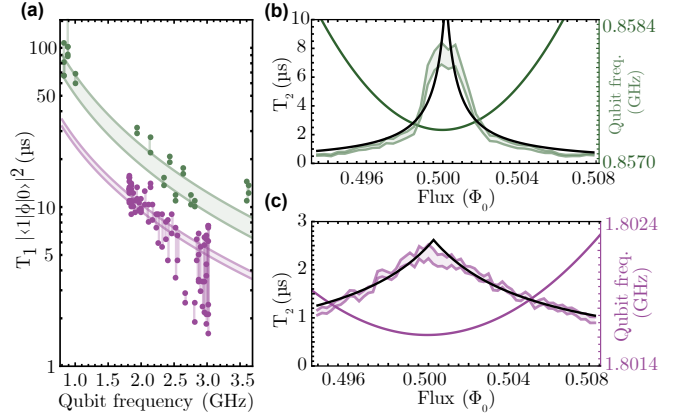 (a)
T₁ |⟨1|ϕ|0⟩|² (μs)
100
50
10
5
1
1.0 1.5 2.0 2.5 3.0 3.5
Qubit frequency (GHz)
(b)
T₂ (μs)
10
8
6
4
2
0
0.496 0.500 0.504 0.508
Flux (Φ₀)
0.8584
Qubit freq.
(GHz)
0.8570
(c)
T₂ (μs)
3
2
1
0
0.496 0.500 0.504 0.508
Flux (Φ₀)
1.8024
Qubit freq.
(GHz)
1.8014